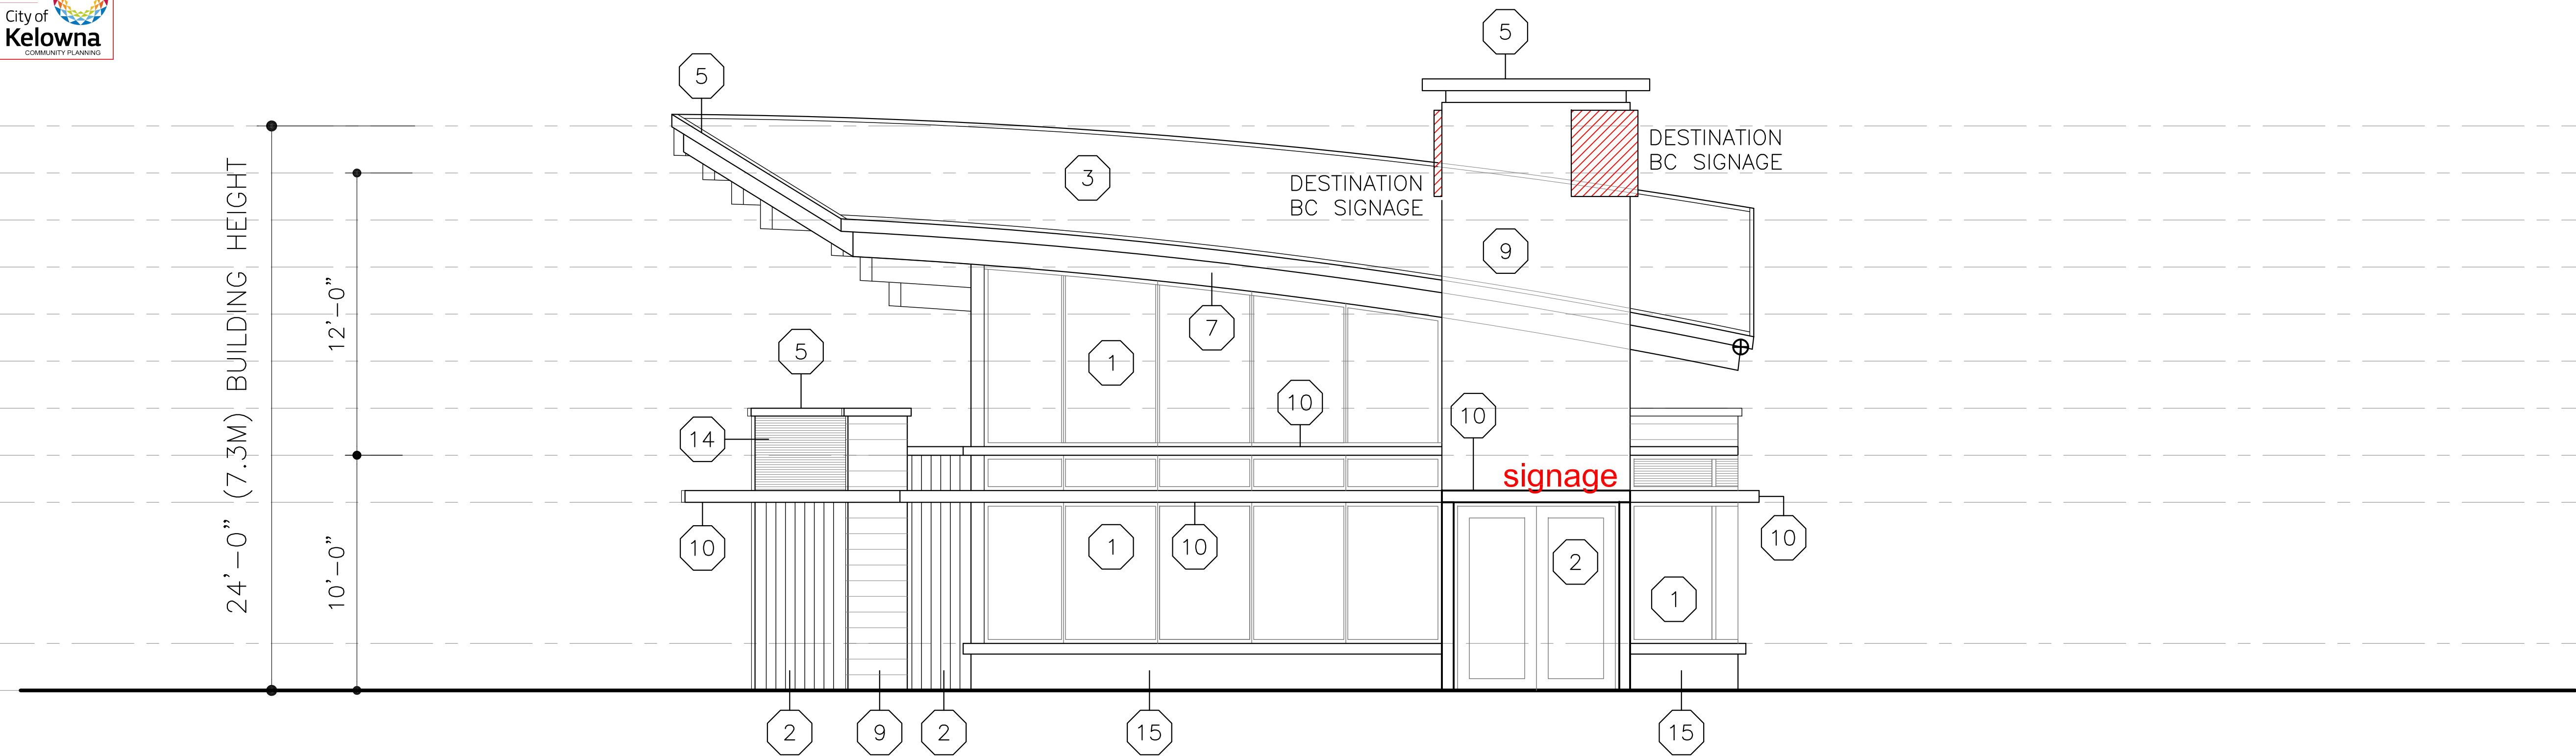 City of
Kelowna
COMMUNITY PLANNING
5
5
3
DESTINATION
BC SIGNAGE
DESTINATION
BC SIGNAGE
9
7
5
1
10
10
14
24'-0" (7.3M) BUILDING HEIGHT
12'-0"
10'-0"
signage
10
1
10
2
10
1
2
9
2
15
15